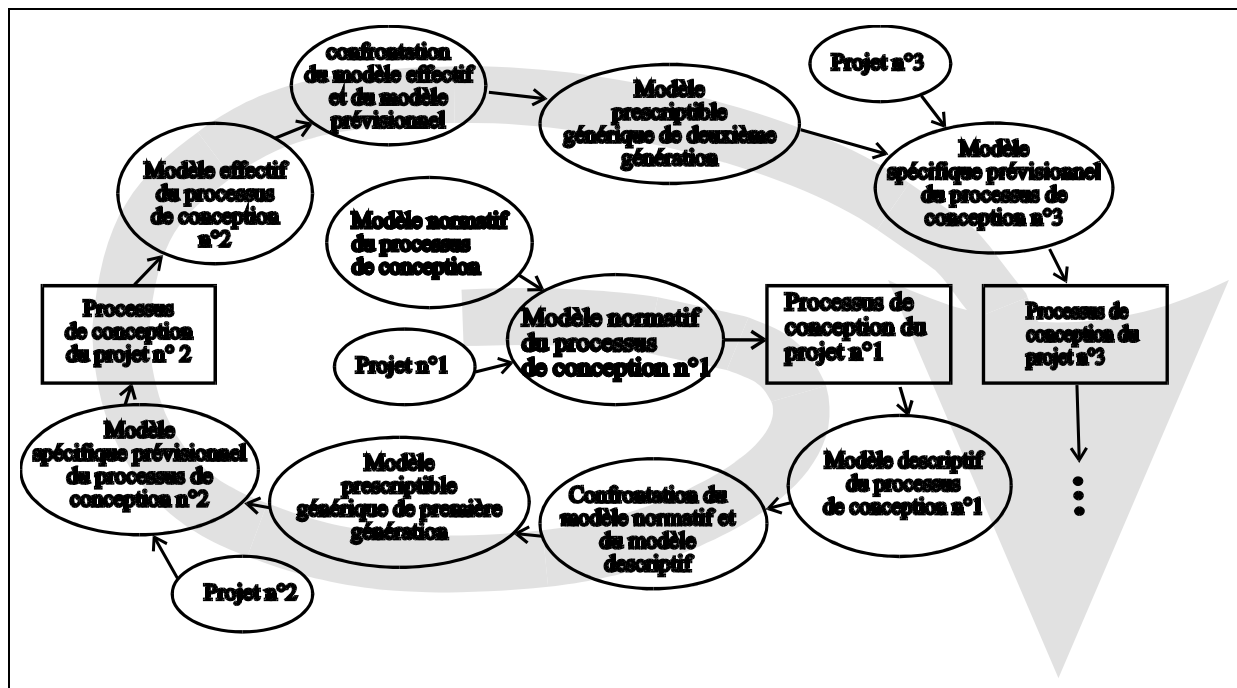 confrontation
du modèle effectif
et du modèle
prévisionnel
Projet n°3
Modèle
prescriptible
générique de deuxième
génération
Modèle
spécifique prévisionnel
du processus de
conception n°3
Modèle effectif
du processus
de conception
n°2
Modèle normatif
du processus
de conception
Processus
de conception
du projet n° 2
Projet n°1
Modèle normatif
du processus
de conception n°1
Processus de
conception du
projet n°1
Processus de
conception du
projet n°3
Modèle
spécifique prévisionnel
du processus de
conception n°2
Modèle
prescriptible
générique de première
génération
Confrontation du
modèle normatif et
du modèle
descriptif
Modèle descriptif
du processus
de conception n°1
Projet n°2